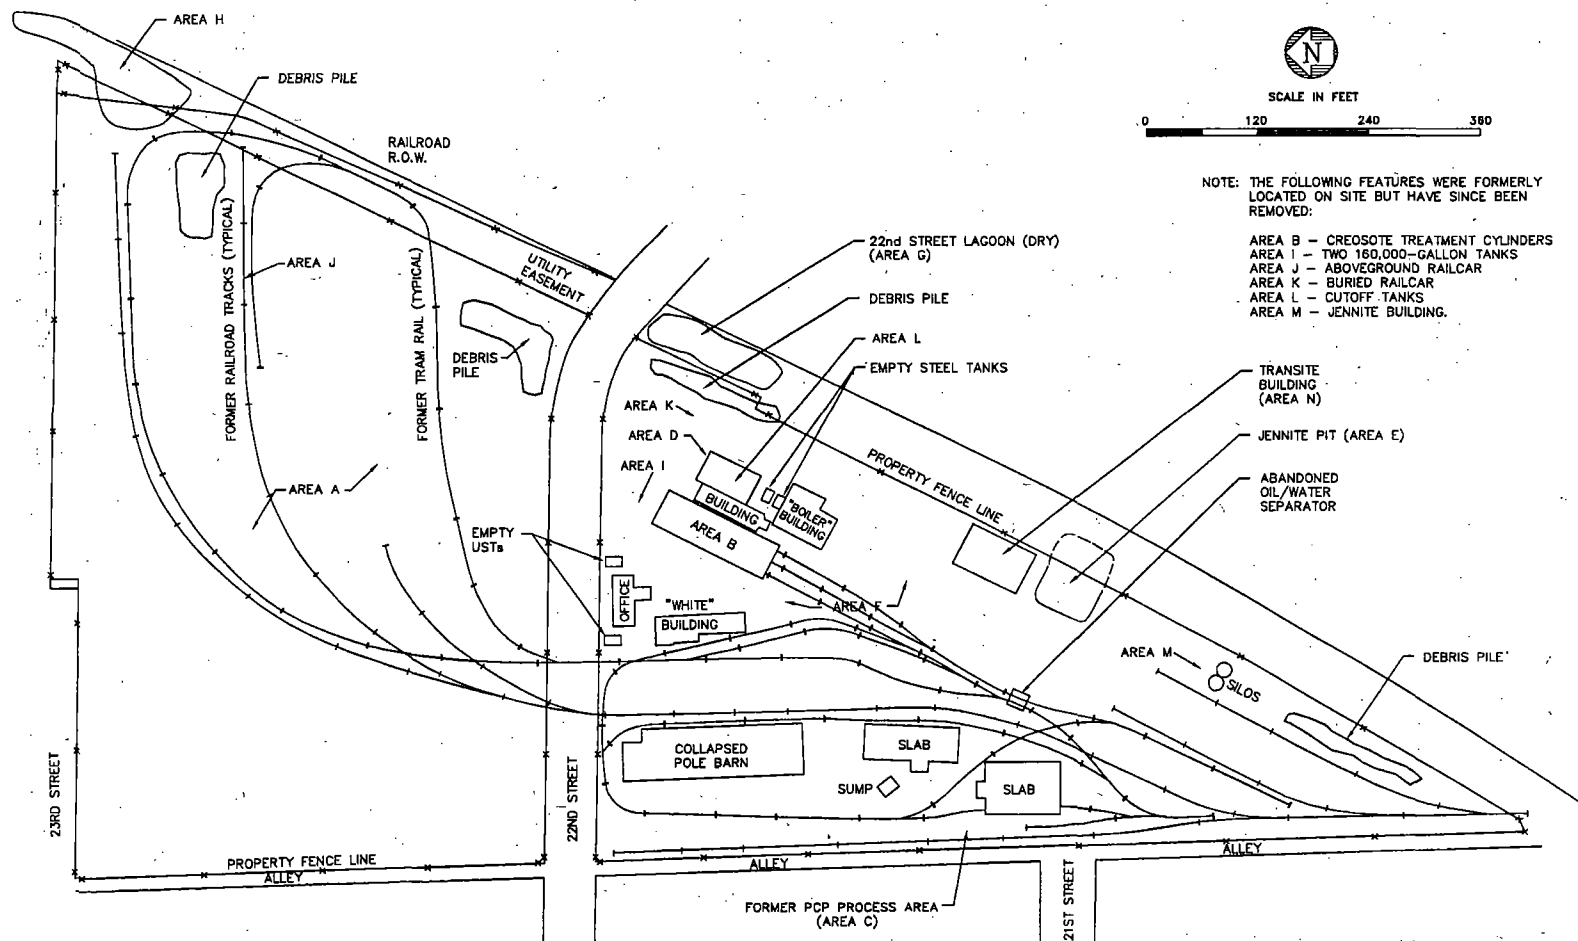 AREA H
DEBRIS PILE
RAILROAD
R.O.W.
N
SCALE IN FEET
0 120 240 360
NOTE: THE FOLLOWING FEATURES WERE FORMERLY
LOCATED ON SITE BUT HAVE SINCE BEEN
REMOVED:
AREA B – CREOSOTE TREATMENT CYLINDERS
AREA I – TWO 160,000–GALLON TANKS
AREA J – ABOVEGROUND RAILCAR
AREA K – BURIED RAILCAR
AREA L – CUTOFF TANKS
AREA M – JENNITE BUILDING.
22nd STREET LAGOON (DRY)
(AREA G)
DEBRIS PILE
AREA L
EMPTY STEEL TANKS
TRANSITE
BUILDING
(AREA N)
JENNITE PIT (AREA E)
ABANDONED
OIL/WATER
SEPARATOR
FORMER RAILROAD TRACKS (TYPICAL)
AREA J
FORMER TRAM RAIL (TYPICAL)
UTILITY
EASEMENT
DEBRIS
PILE
AREA K
AREA D
AREA I
BUILDING
AREA B
"BOILER"
BUILDING
PROPERTY FENCE LINE
AREA A
EMPTY
USTs
OFFICE
"WHITE"
BUILDING
AREA F
AREA M
SILOS
DEBRIS PILE
COLLAPSED
POLE BARN
SLAB
SUMP
SLAB
23RD STREET
22ND STREET
PROPERTY FENCE LINE
ALLEY
ALLEY
ALLEY
FORMER PCP PROCESS AREA
(AREA C)
21ST STREET